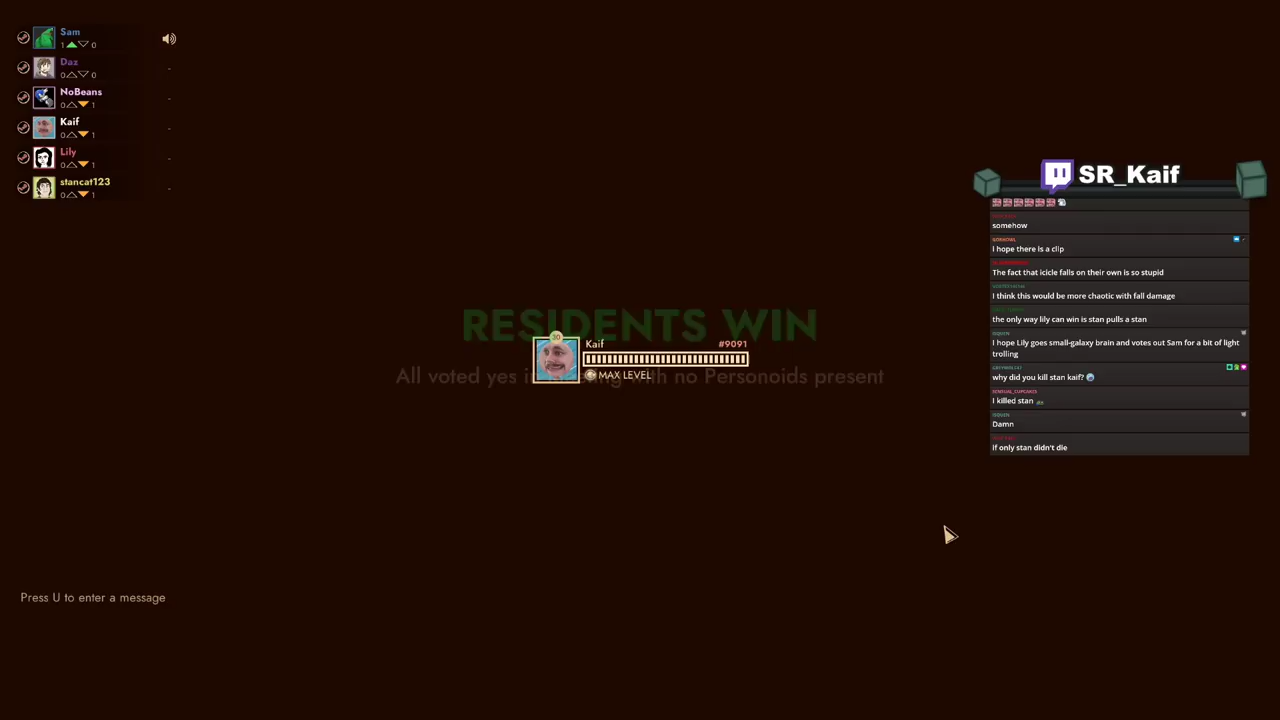 Sam
1 0
Daz
0 0
-
NoBeans
0 1
-
Kaif
0 1
-
Lily
0 1
-
stancat123
0 1
-
RESIDENTS WIN
30
Kaif #9091
MAX LEVEL
All voted yes in with no Personoids present
Press U to enter a message
SR_Kaif
somehow
I hope there is a clip
The fact that icicle falls on their own is so stupid
I think this would be more chaotic with fall damage
the only way lily can win is stan pulls a stan
I hope Lily goes small-galaxy brain and votes out Sam for a bit of light
trolling
why did you kill stan kaif?
I killed stan
Damn
If only stan didn't die